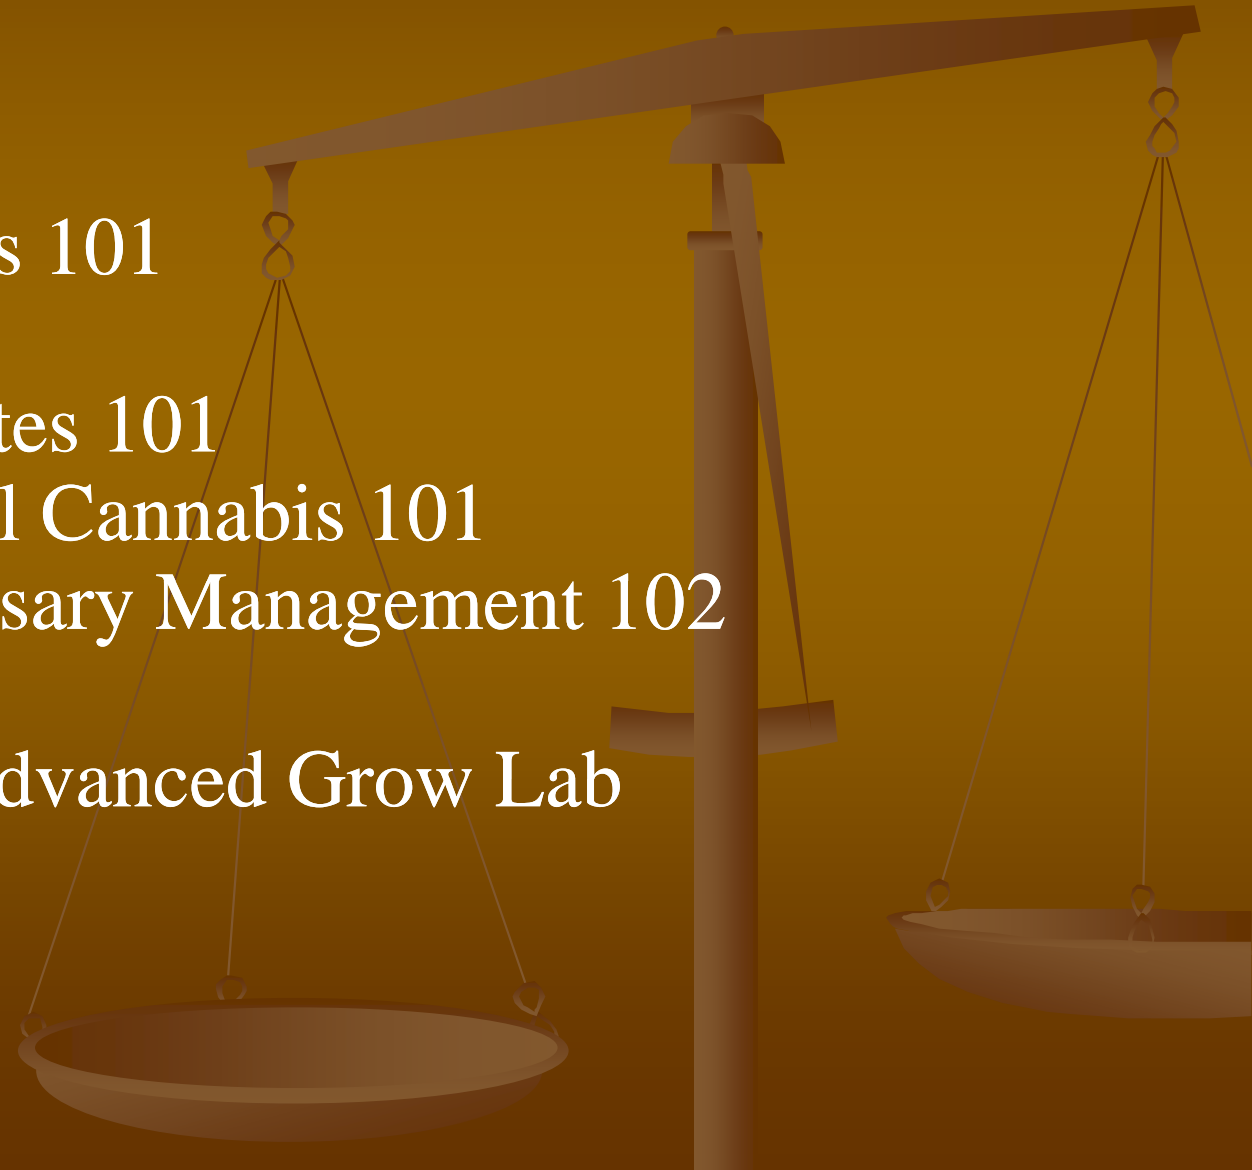 s 101
tes 101
l Cannabis 101
sary Management 102
dvanced Grow Lab